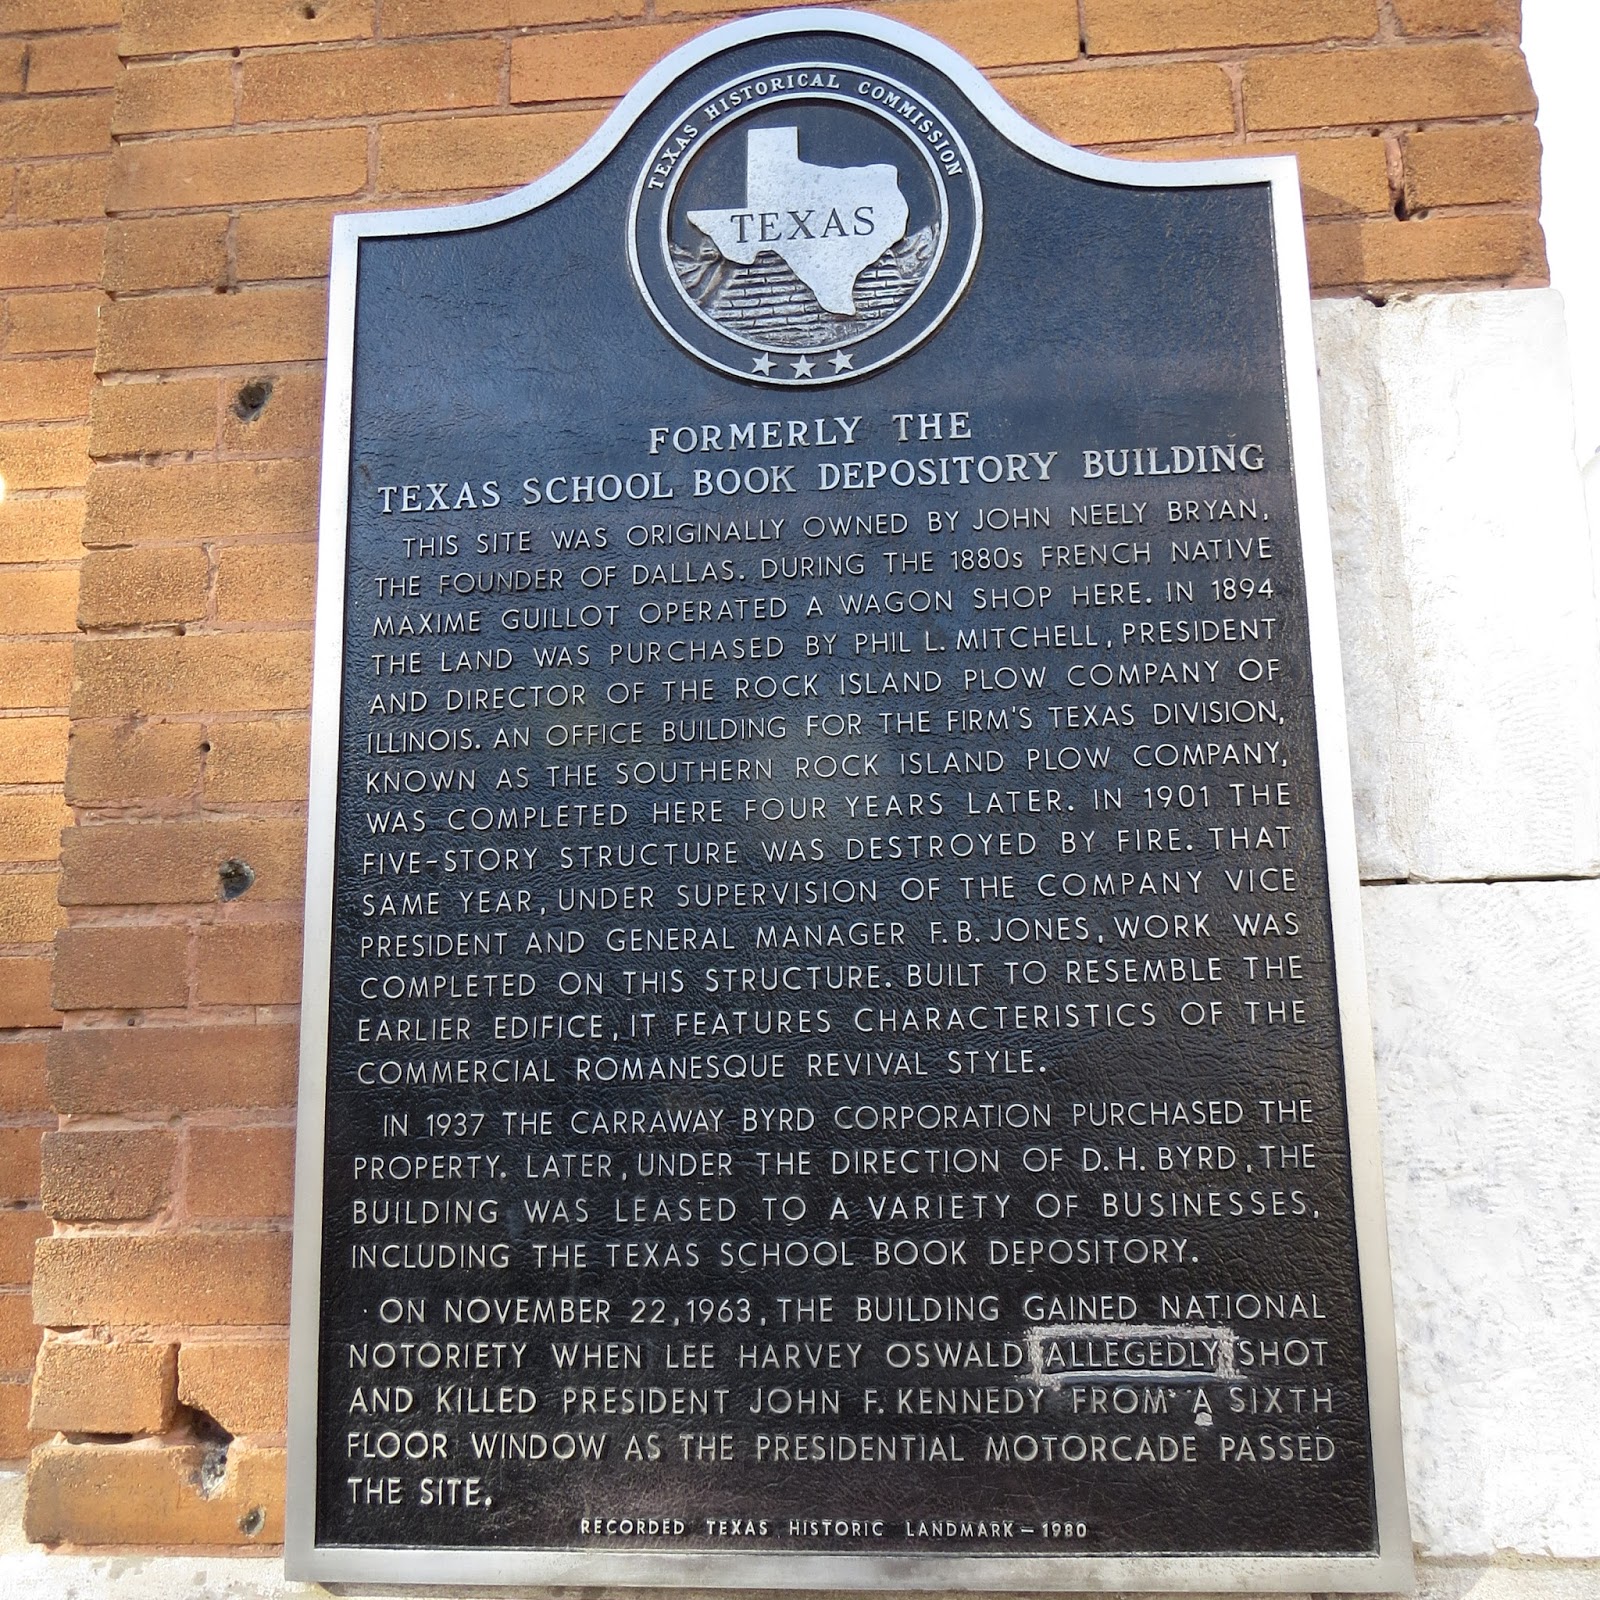 TEXAS HISTORICAL COMMISSION
TEXAS
FORMERLY THE
TEXAS SCHOOL BOOK DEPOSITORY BUILDING
THIS SITE WAS ORIGINALLY OWNED BY JOHN NEELY BRYAN,
THE FOUNDER OF DALLAS. DURING THE 1880s FRENCH NATIVE
MAXIME GUILLOT OPERATED A WAGON SHOP HERE. IN 1894
THE LAND WAS PURCHASED BY PHIL L. MITCHELL, PRESIDENT
AND DIRECTOR OF THE ROCK ISLAND PLOW COMPANY OF
ILLINOIS. AN OFFICE BUILDING FOR THE FIRM'S TEXAS DIVISION,
KNOWN AS THE SOUTHERN ROCK ISLAND PLOW COMPANY,
WAS COMPLETED HERE FOUR YEARS LATER. IN 1901 THE
FIVE-STORY STRUCTURE WAS DESTROYED BY FIRE. THAT
SAME YEAR, UNDER SUPERVISION OF THE COMPANY VICE
PRESIDENT AND GENERAL MANAGER F. B. JONES, WORK WAS
COMPLETED ON THIS STRUCTURE. BUILT TO RESEMBLE THE
EARLIER EDIFICE, IT FEATURES CHARACTERISTICS OF THE
COMMERCIAL ROMANESQUE REVIVAL STYLE.
IN 1937 THE CARRAWAY BYRD CORPORATION PURCHASED THE
PROPERTY. LATER, UNDER THE DIRECTION OF D. H. BYRD, THE
BUILDING WAS LEASED TO A VARIETY OF BUSINESSES,
INCLUDING THE TEXAS SCHOOL BOOK DEPOSITORY.
ON NOVEMBER 22, 1963, THE BUILDING GAINED NATIONAL
NOTORIETY WHEN LEE HARVEY OSWALD ALLEGEDLY SHOT
AND KILLED PRESIDENT JOHN F. KENNEDY FROM A SIXTH
FLOOR WINDOW AS THE PRESIDENTIAL MOTORCADE PASSED
THE SITE.
RECORDED TEXAS HISTORIC LANDMARK — 1980